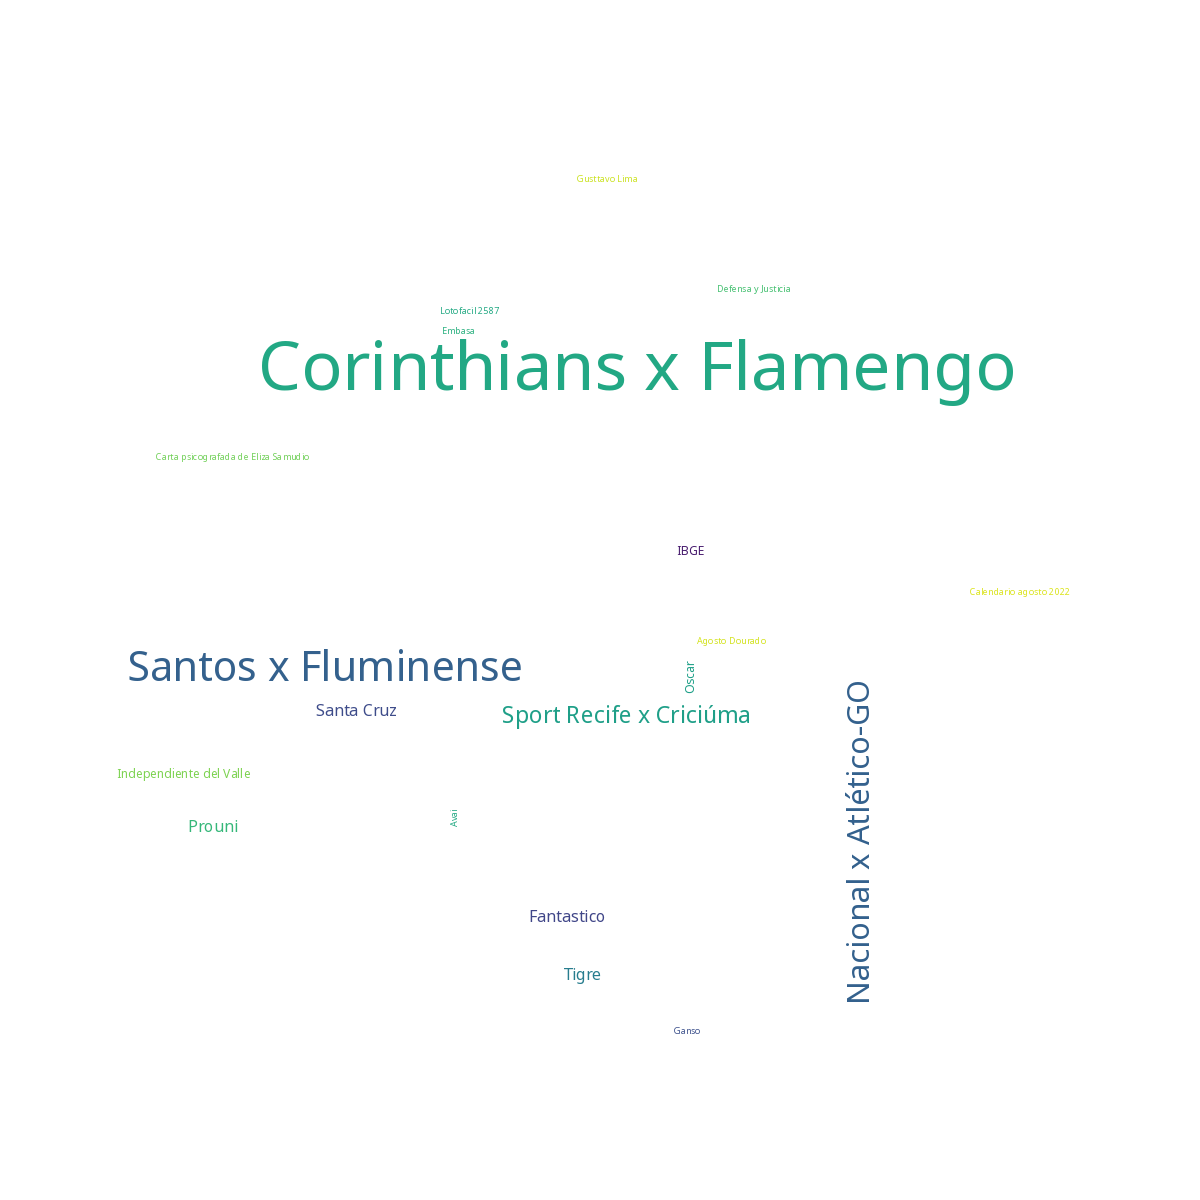 Gusttavo Lima
Defensa y Justicia
Lotofacil 2587
Embasa
Corinthians x Flamengo
Carta psicografada de Eliza Samudio
IBGE
Calendario agosto 2022
Agosto Dourado
Santos x Fluminense
Oscar
Santa Cruz
Sport Recife x Criciúma
Nacional x Atlético-GO
Independiente del Valle
Avai
Prouni
Fantastico
Tigre
Ganso